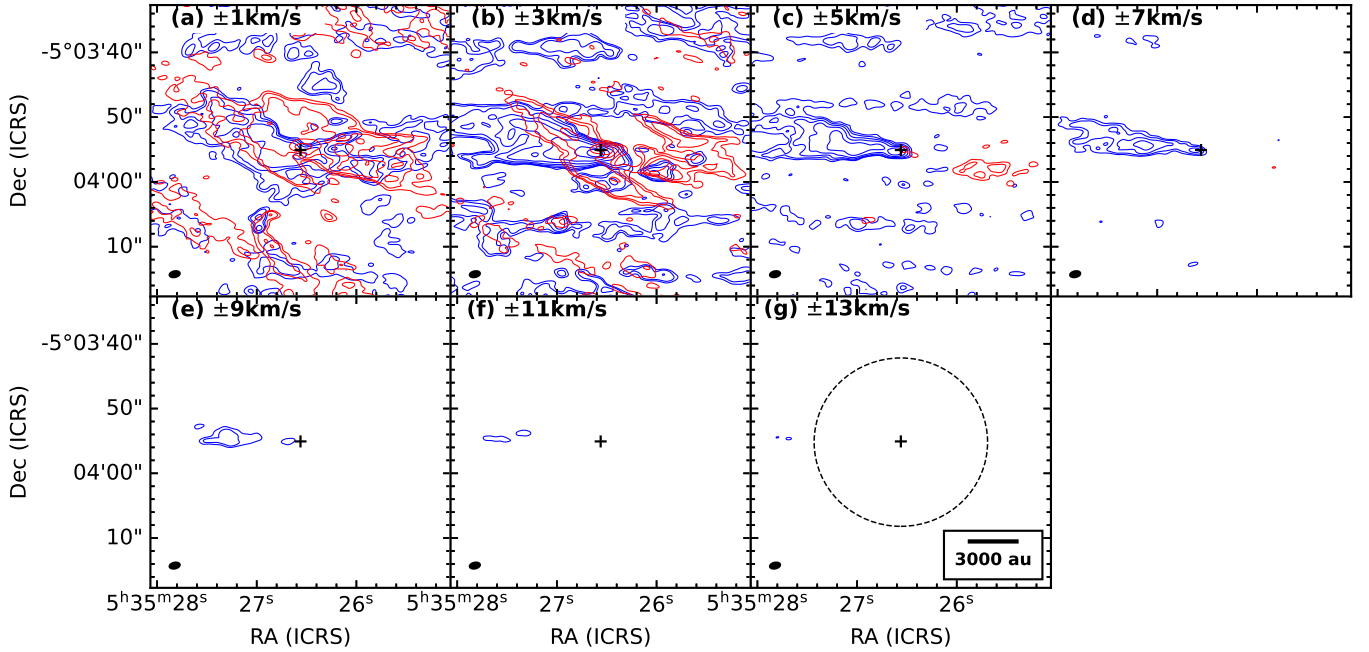 (a) ±1km/s
(b) ±3km/s
(c) ±5km/s
(d) ±7km/s
-5°03'40"
50"
04'00"
10"
Dec (ICRS)
(e) ±9km/s
(f) ±11km/s
(g) ±13km/s
-5°03'40"
50"
04'00"
10"
Dec (ICRS)
3000 au
5ʰ35ᵐ28ˢ 27ˢ 26ˢ 5ʰ35ᵐ28ˢ 27ˢ 26ˢ 5ʰ35ᵐ28ˢ 27ˢ 26ˢ
RA (ICRS) RA (ICRS) RA (ICRS)